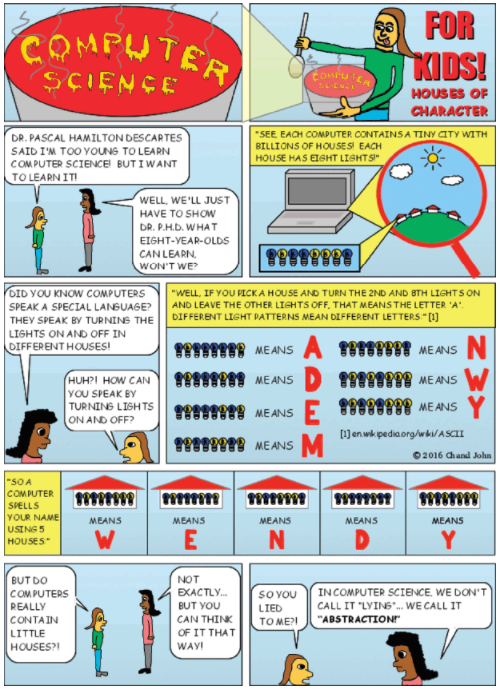 COMPUTER
SCIENCE
COMPUTER
SCIENCE
FOR
KIDS!
HOUSES OF
CHARACTER
DR. PASCAL HAMILTON DESCARTES
SAID I'M TOO YOUNG TO LEARN
COMPUTER SCIENCE! BUT I WANT
TO LEARN IT!
WELL, WE'LL JUST
HAVE TO SHOW
DR. P.H.D. WHAT
EIGHT-YEAR-OLDS
CAN LEARN,
WON'T WE?
"SEE, EACH COMPUTER CONTAINS A TINY CITY WITH
BILLIONS OF HOUSES! EACH
HOUSE HAS EIGHT LIGHTS!"
DID YOU KNOW COMPUTERS
SPEAK A SPECIAL LANGUAGE?
THEY SPEAK BY TURNING THE
LIGHTS ON AND OFF IN
DIFFERENT HOUSES!
HUH?! HOW CAN
YOU SPEAK BY
TURNING LIGHTS
ON AND OFF?
"WELL, IF YOU PICK A HOUSE AND TURN THE 2ND AND 8TH LIGHTS ON
AND LEAVE THE OTHER LIGHTS OFF, THAT MEANS THE LETTER 'A'.
DIFFERENT LIGHT PATTERNS MEAN DIFFERENT LETTERS." [1]
MEANS A
MEANS D
MEANS E
MEANS M
MEANS N
MEANS W
MEANS Y
[1] en.wikipedia.org/wiki/ASCII
© 2016 Chand John
"SO A
COMPUTER
SPELLS
YOUR NAME
USING 5
HOUSES:"
MEANS
W
MEANS
E
MEANS
N
MEANS
D
MEANS
Y
BUT DO
COMPUTERS
REALLY
CONTAIN
LITTLE
HOUSES?!
NOT
EXACTLY...
BUT YOU
CAN THINK
OF IT THAT
WAY!
SO YOU
LIED
TO ME?!
IN COMPUTER SCIENCE, WE DON'T
CALL IT "LYING"... WE CALL IT
"ABSTRACTION!"